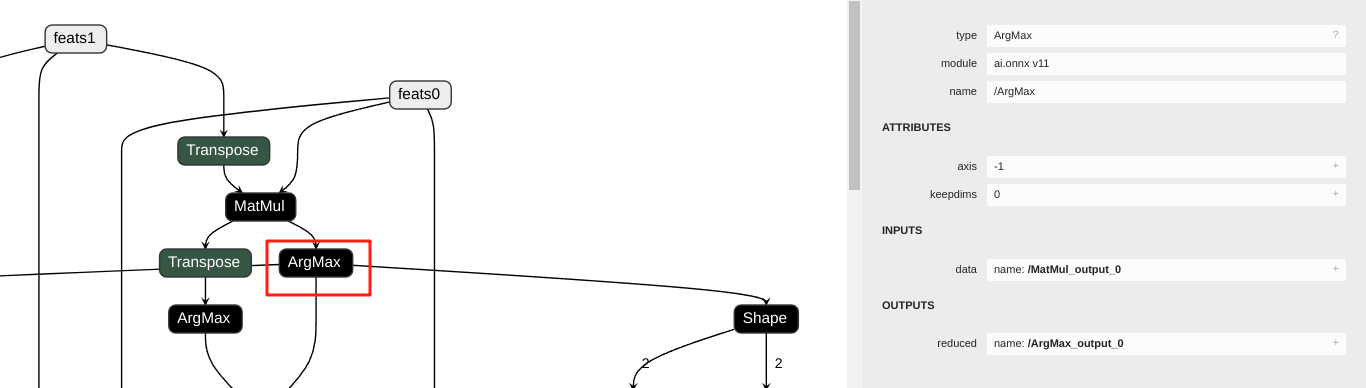 feats1
feats0
Transpose
MatMul
Transpose
ArgMax
ArgMax
Shape
2
2
type ArgMax ?
module ai.onnx v11
name /ArgMax
ATTRIBUTES
axis -1 +
keepdims 0 +
INPUTS
data name: /MatMul_output_0 +
OUTPUTS
reduced name: /ArgMax_output_0 +